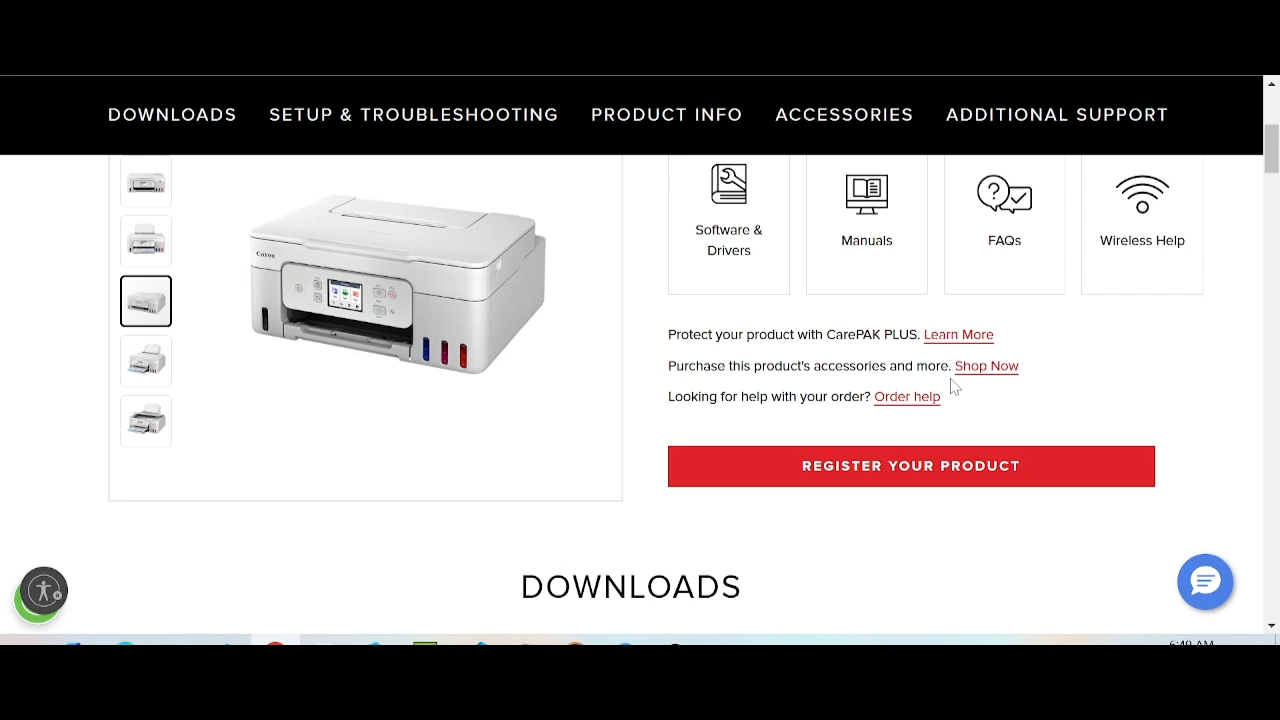 DOWNLOADS SETUP & TROUBLESHOOTING PRODUCT INFO ACCESSORIES ADDITIONAL SUPPORT
Canon
Software &
Drivers
Manuals
FAQs
Wireless Help
Protect your product with CarePAK PLUS. Learn More
Purchase this product's accessories and more. Shop Now
Looking for help with your order? Order help
REGISTER YOUR PRODUCT
DOWNLOADS